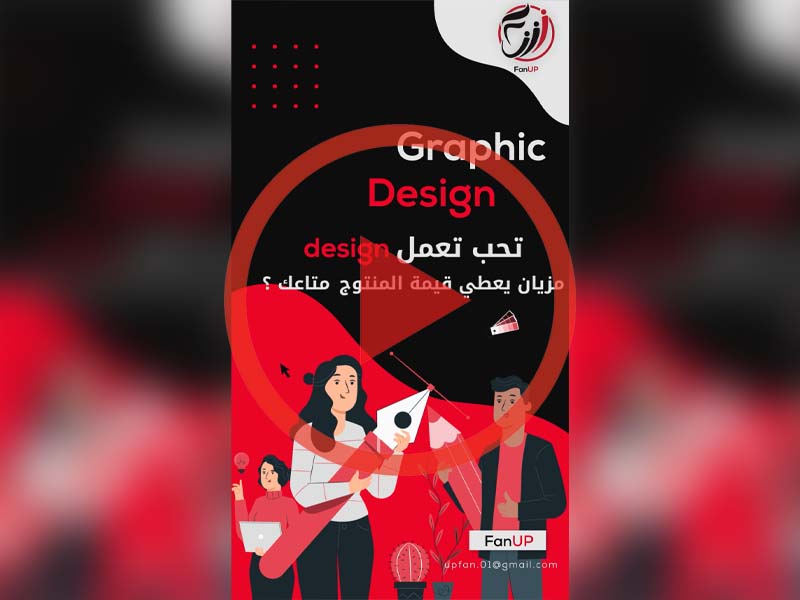 FanUP
Graphic
Design
تحب تعمل design
مزيان يعطي قيمة المنتوج متاعك ؟
FanUP
upfan.01@gmail.com